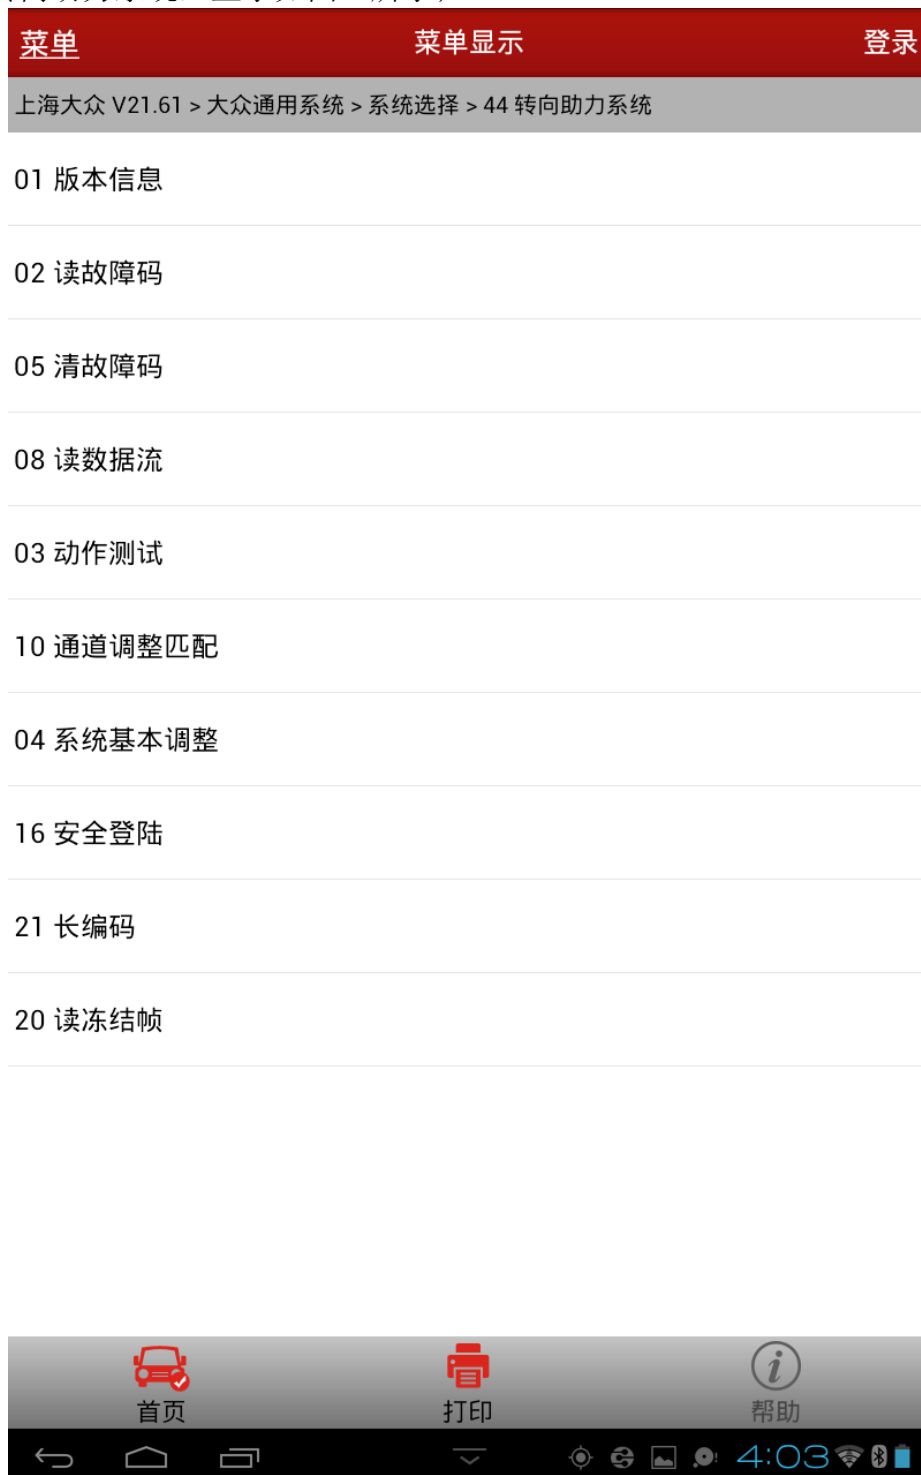 菜单
菜单显示
登录
上海大众 V21.61 > 大众通用系统 > 系统选择 > 44 转向助力系统
01 版本信息
02 读故障码
05 清故障码
08 读数据流
03 动作测试
10 通道调整匹配
04 系统基本调整
16 安全登陆
21 长编码
20 读冻结帧
首页
打印
帮助
4:03